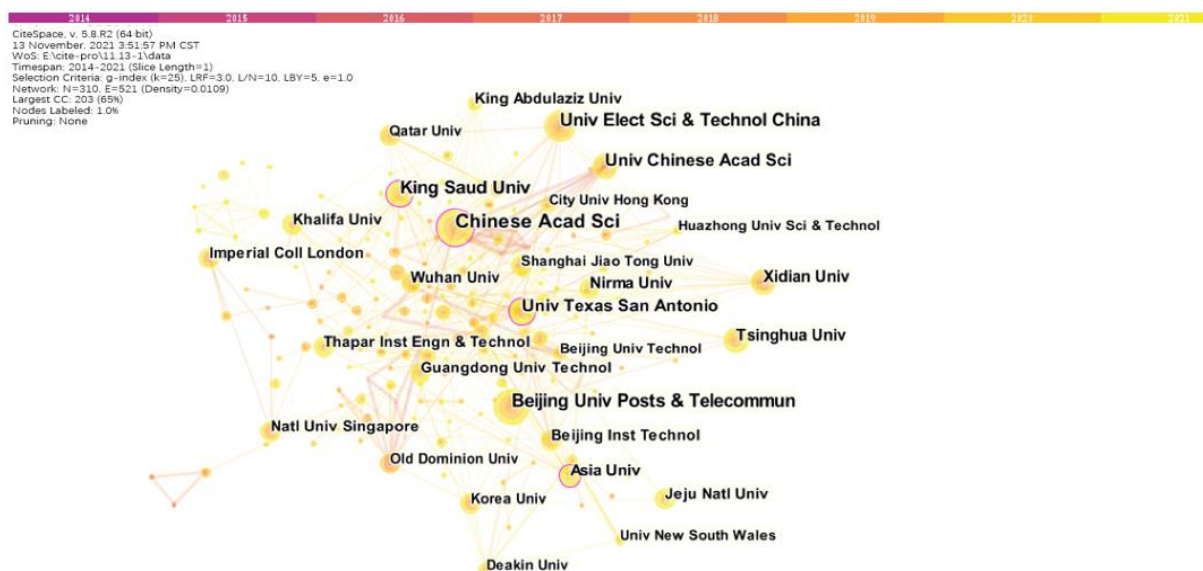 2014 2015 2016 2017 2018 2019 2020 2021
CiteSpace, v. 5.8.R2 (64-bit)
13 November, 2021 3:51:57 PM CST
WoS: E:\cite-pro\11.13-1\data
Timespan: 2014-2021 (Slice Length=1)
Selection Criteria: g-index (k=25), LRF=3.0, L/N=10, LBY=5, e=1.0
Network: N=310, E=521 (Density=0.0109)
Largest CC: 203 (65%)
Nodes Labeled: 1.0%
Pruning: None
King Abdulaziz Univ
Univ Elect Sci & Technol China
Qatar Univ
Univ Chinese Acad Sci
King Saud Univ
City Univ Hong Kong
Khalifa Univ
Chinese Acad Sci
Huazhong Univ Sci & Technol
Imperial Coll London
Shanghai Jiao Tong Univ
Wuhan Univ
Nirma Univ
Xidian Univ
Univ Texas San Antonio
Thapar Inst Engn & Technol
Tsinghua Univ
Beijing Univ Technol
Guangdong Univ Technol
Beijing Univ Posts & Telecommun
Natl Univ Singapore
Beijing Inst Technol
Old Dominion Univ
Asia Univ
Korea Univ
Jeju Natl Univ
Univ New South Wales
Deakin Univ